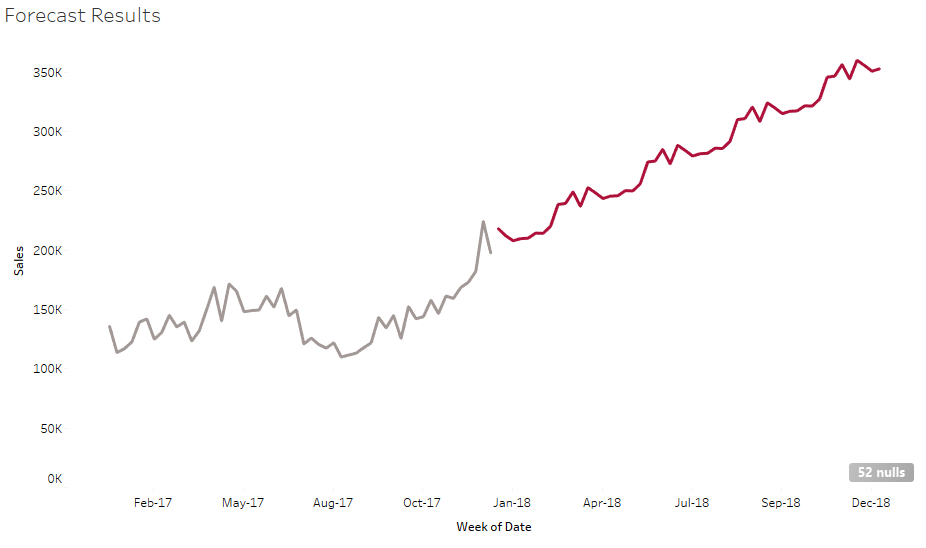 Forecast Results
350K
300K
250K
200K
150K
100K
50K
0K
Sales
52 nulls
Feb-17 May-17 Aug-17 Oct-17 Jan-18 Apr-18 Jul-18 Sep-18 Dec-18
Week of Date